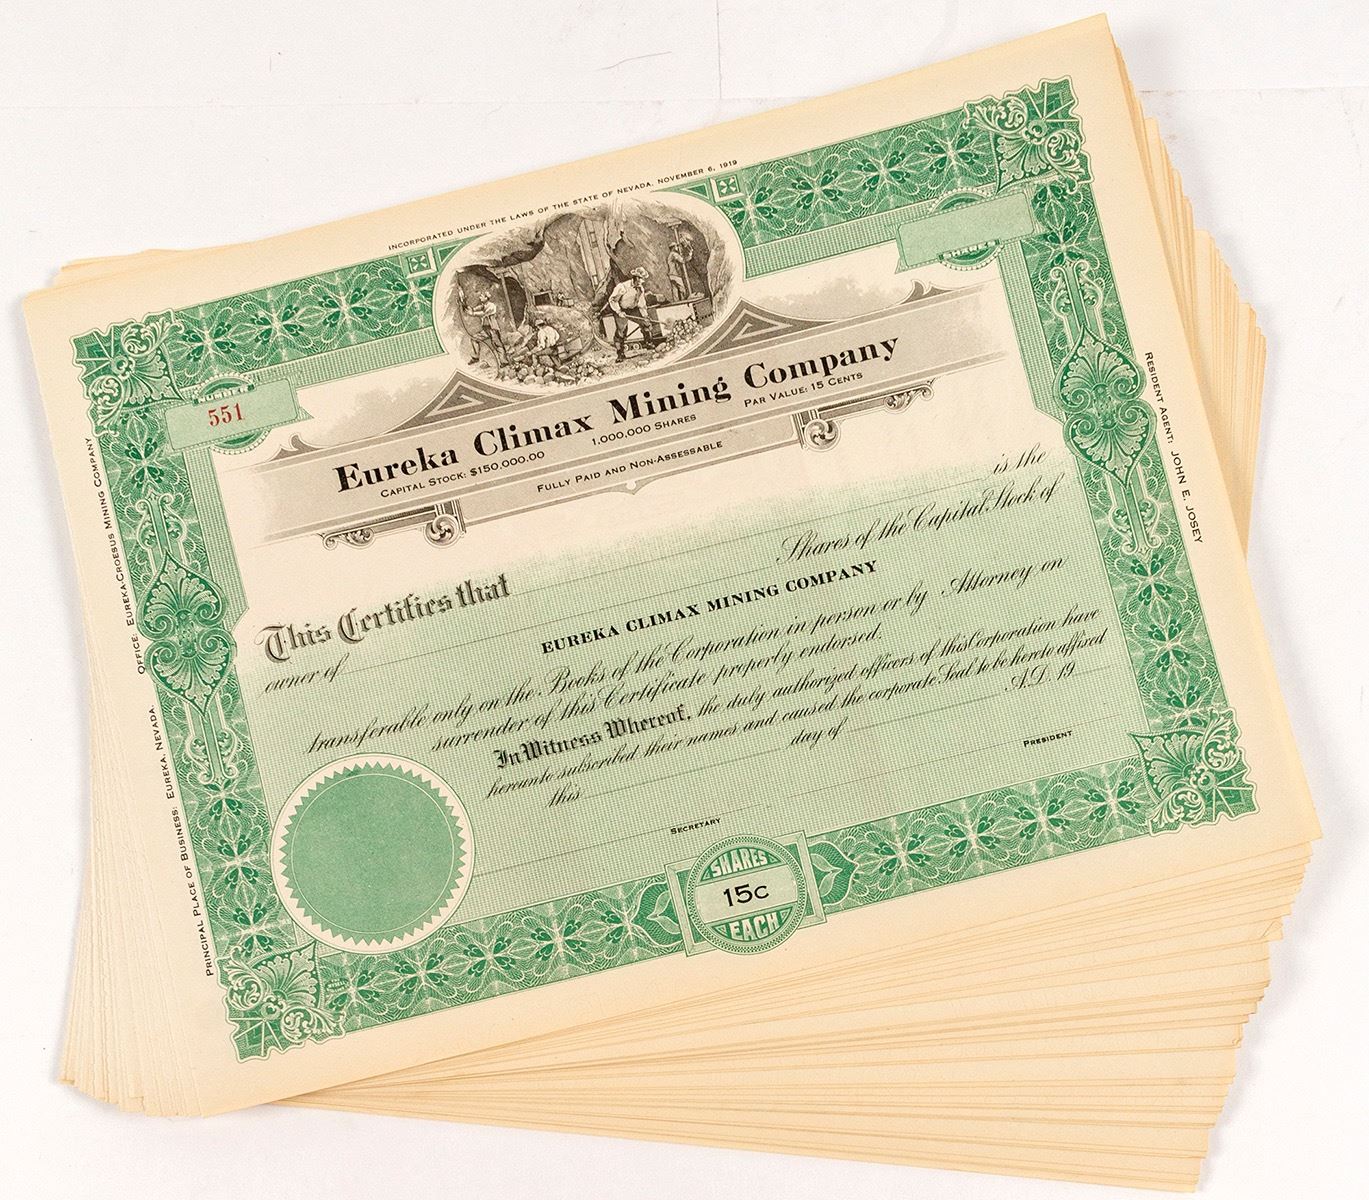 INCORPORATED UNDER THE LAWS OF THE STATE OF NEVADA, NOVEMBER 6, 1919
NUMBER
551
Eureka Climax Mining Company
CAPITAL STOCK: $150,000.00 1,000,000 SHARES PAR VALUE: 15 CENTS
FULLY PAID AND NON-ASSESSABLE
This Certifies that is the
owner of Shares of the Capital Stock of
EUREKA CLIMAX MINING COMPANY
transferable only on the Books of the Corporation in person or by Attorney on
surrender of this Certificate properly endorsed.
In Witness Whereof, the duly authorized officers of this Corporation have
hereunto subscribed their names and caused the corporate Seal to be hereto affixed
this day of A.D. 19
SECRETARY PRESIDENT
SHARES
15C
EACH
PRINCIPAL PLACE OF BUSINESS: EUREKA, NEVADA. OFFICE: EUREKA-CROESUS MINING COMPANY
RESIDENT AGENT: JOHN E. JOSEY